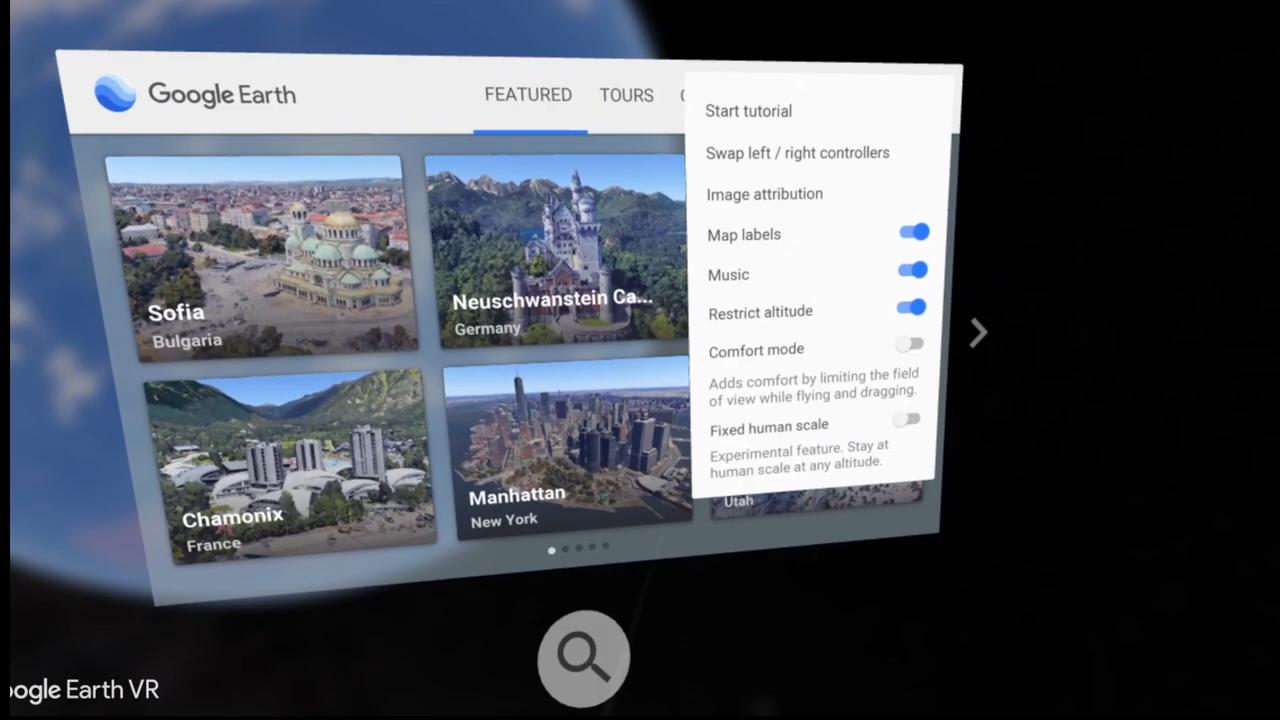 Google Earth
FEATURED
TOURS
Start tutorial
Swap left / right controllers
Image attribution
Map labels
Music
Restrict altitude
Comfort mode
Adds comfort by limiting the field
of view while flying and dragging.
Fixed human scale
Experimental feature. Stay at
human scale at any altitude.
Sofia
Bulgaria
Neuschwanstein Ca...
Germany
Chamonix
France
Manhattan
New York
Utah
oogle Earth VR